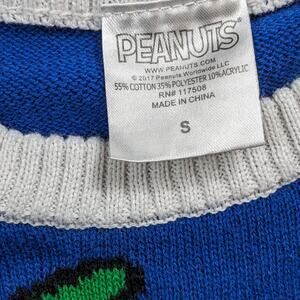 PEANUTS
WWW.PEANUTS.COM
© 2017 Peanuts Worldwide LLC
55% COTTON 35% POLYESTER 10% ACRYLIC
RN# 117508
MADE IN CHINA
S